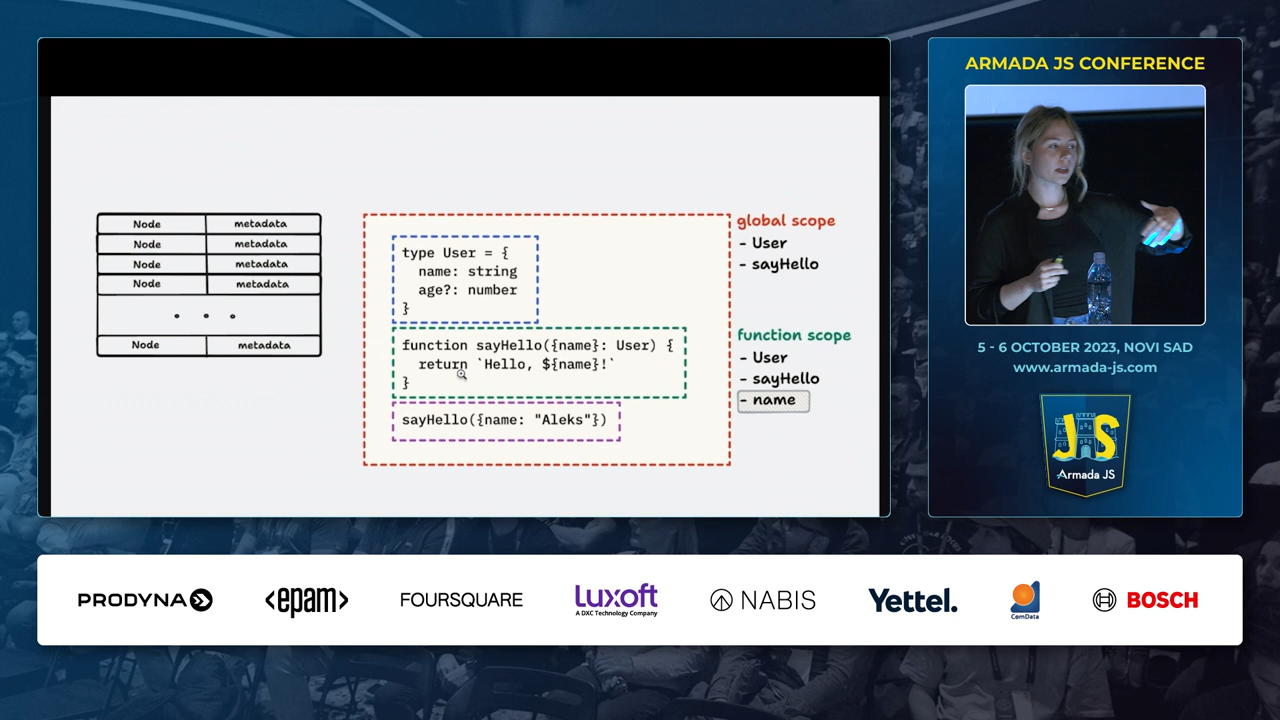 ARMADA JS CONFERENCE
Node metadata
Node metadata
Node metadata
Node metadata
Node metadata
type User = {
name: string
age?: number
}
function sayHello({name}: User) {
return `Hello, ${name}!`
}
sayHello({name: "Aleks"})
global scope
- User
- sayHello
function scope
- User
- sayHello
- name
5 - 6 OCTOBER 2023, NOVI SAD
www.armada-js.com
JS
Armada JS
PRODYNA
<epam>
FOURSQUARE
Luxoft
A DXC Technology Company
NABIS
Yettel.
ComData
BOSCH